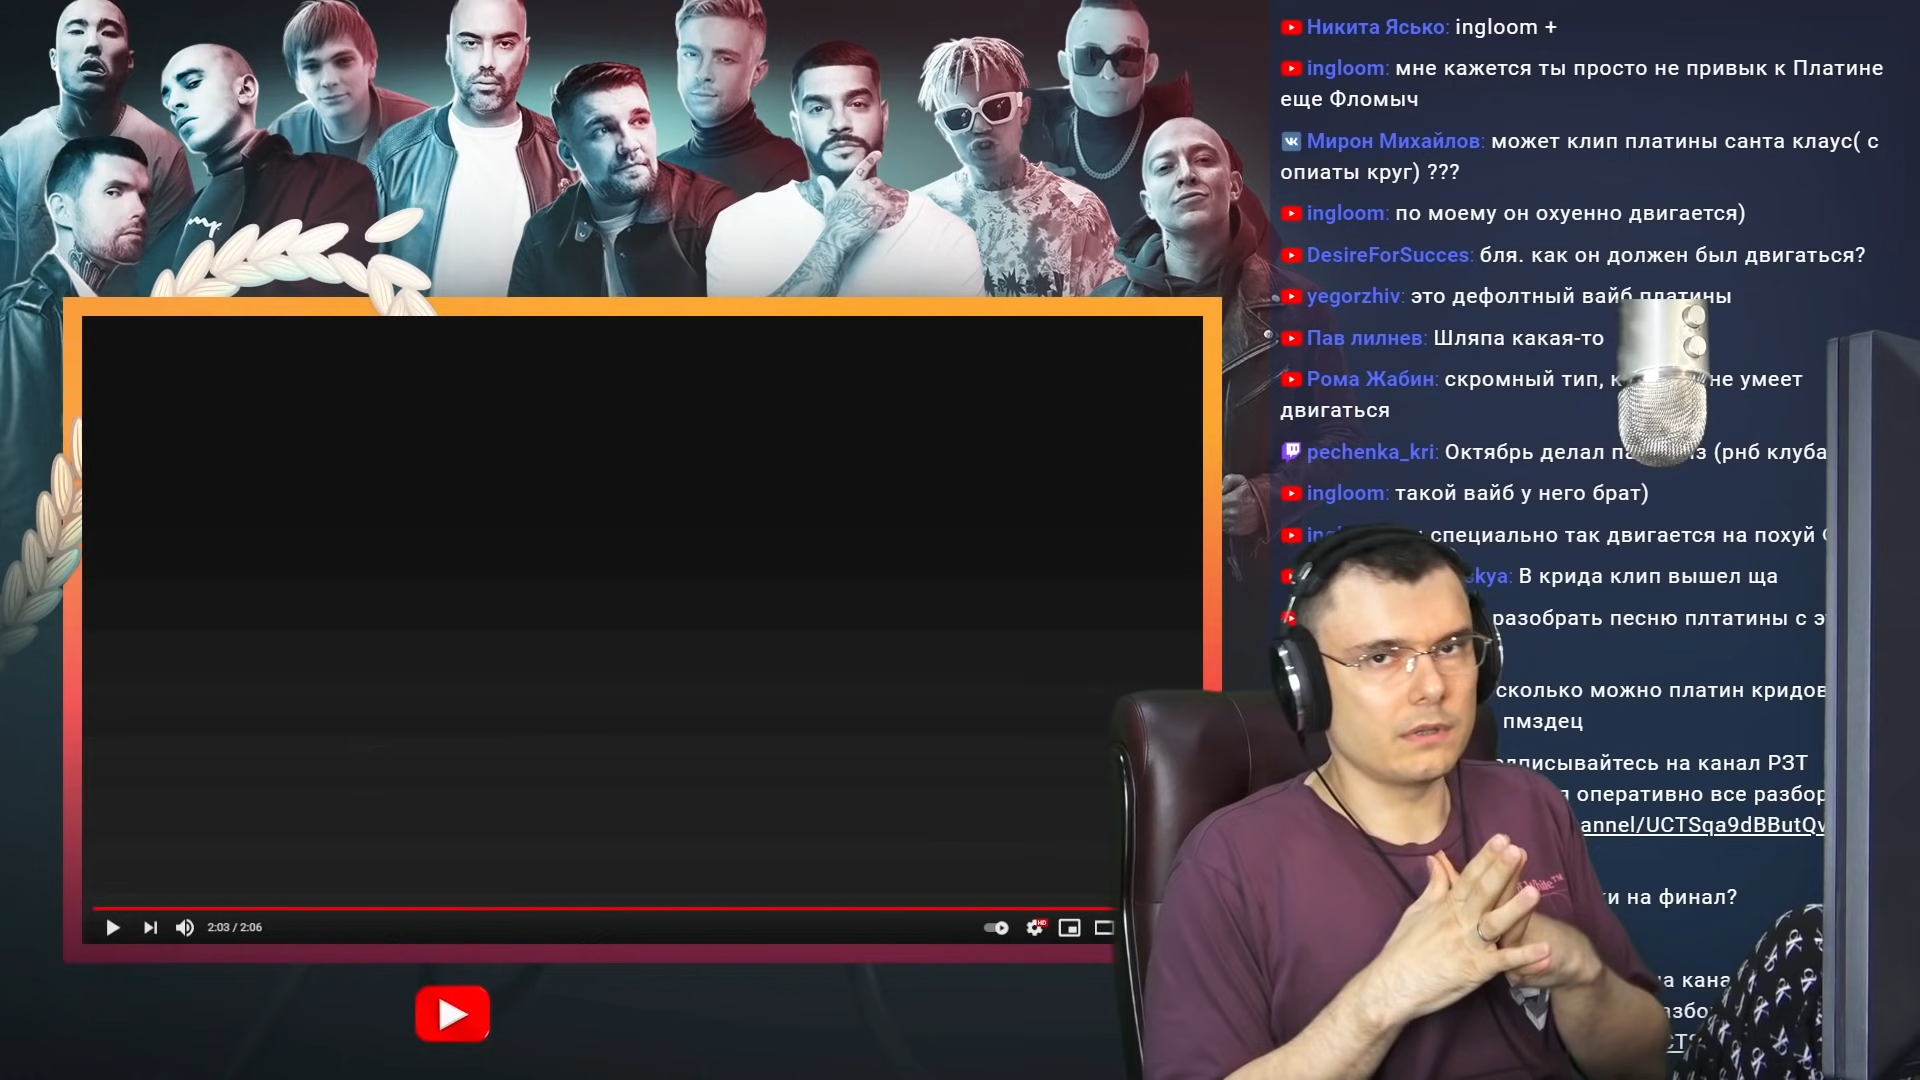 Никита Ясько: ingloom +
ingloom: мне кажется ты просто не привык к Платине
еще Фломыч
Мирон Михайлов: может клип платины санта клаус( с
опиаты круг) ???
ingloom: по моему он охуенно двигается)
DesireForSucces: бля. как он должен был двигаться?
yegorzhiv: это дефолтный вайб платины
Пав лилнев: Шляпа какая-то
Рома Жабин: скромный тип, не умеет
двигаться
pechenka_kri: Октябрь делал (рнб клуба
ingloom: такой вайб у него брат)
специально так двигается на похуй
В крида клип вышел ща
разобрать песню плтатины с
сколько можно платин кридов
пмздец
на канал РЗТ
оперативно все разбор
annel/UCTSqa9dBButQv
на финал?
2:03 / 2:06
HD